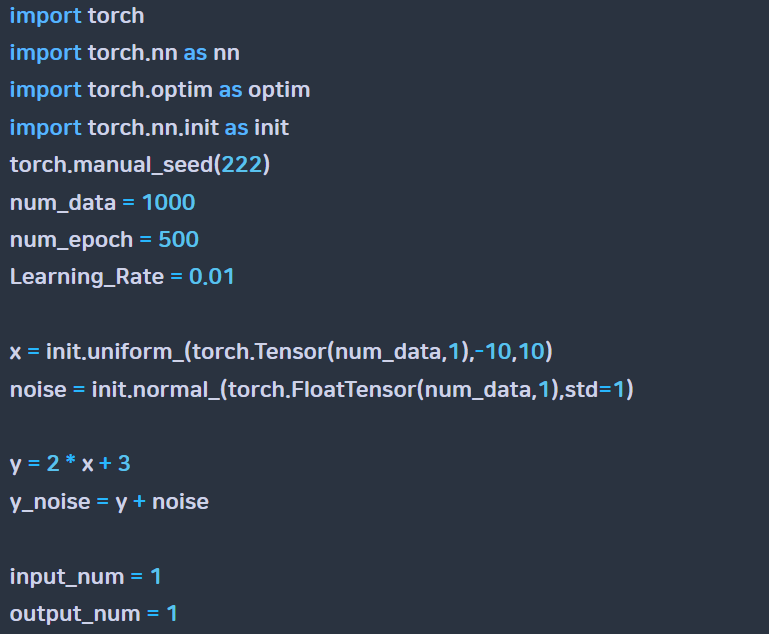 import torch
import torch.nn as nn
import torch.optim as optim
import torch.nn.init as init
torch.manual_seed(222)
num_data = 1000
num_epoch = 500
Learning_Rate = 0.01
x = init.uniform_(torch.Tensor(num_data,1),-10,10)
noise = init.normal_(torch.FloatTensor(num_data,1),std=1)
y = 2 * x + 3
y_noise = y + noise
input_num = 1
output_num = 1